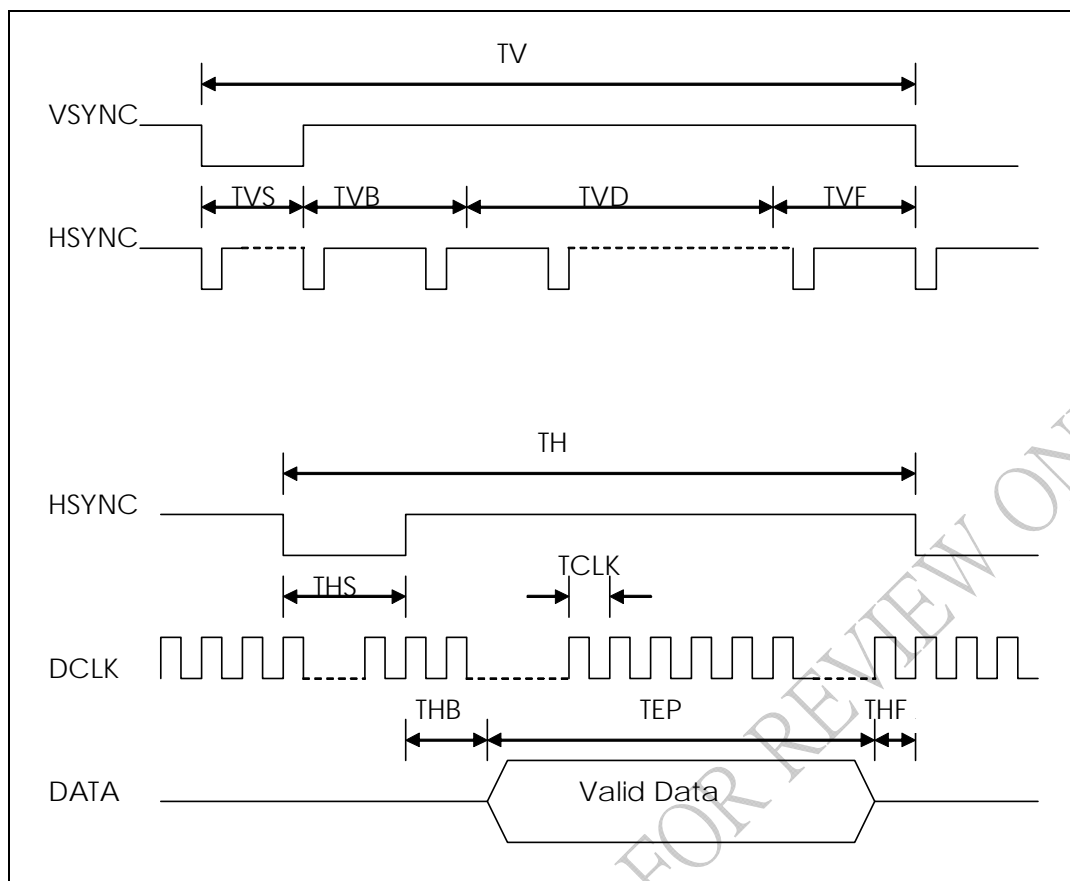 TV
VSYNC
TVS TVB TVD TVF
HSYNC
TH
HSYNC
TCLK
THS
DCLK
THB TEP THF
DATA Valid Data
FOR REVIEW ON